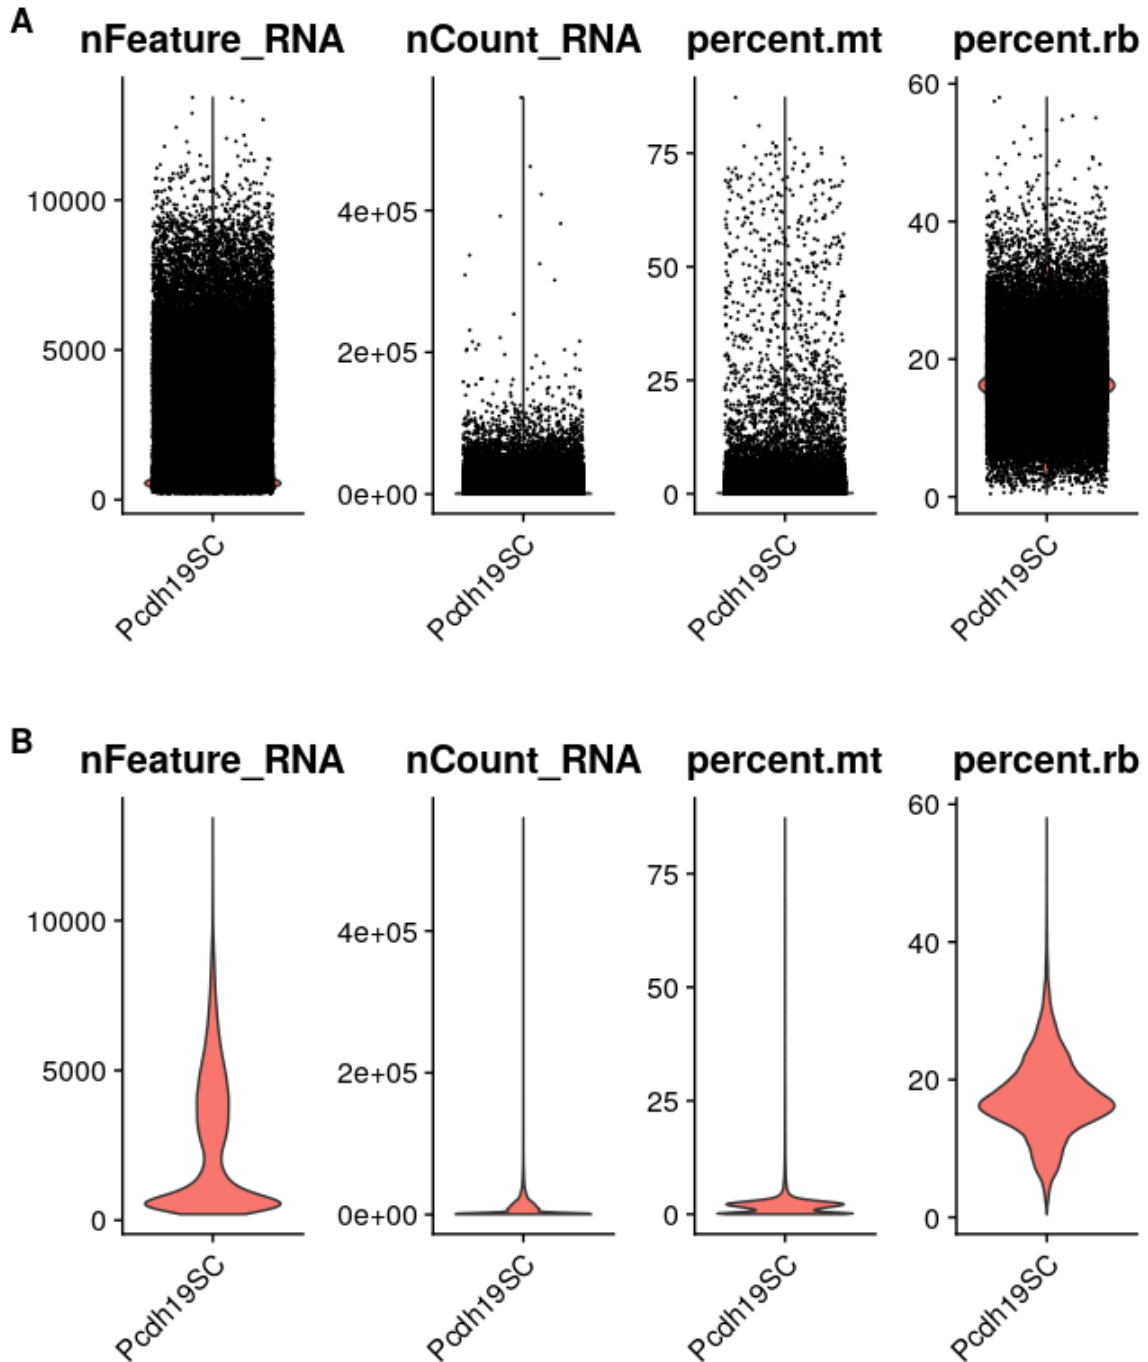 A
nFeature_RNA nCount_RNA percent.mt percent.rb
10000
5000
0
4e+05
2e+05
0e+00
75
50
25
0
60
40
20
0
Pcdh19SC Pcdh19SC Pcdh19SC Pcdh19SC
B
nFeature_RNA nCount_RNA percent.mt percent.rb
10000
5000
0
4e+05
2e+05
0e+00
75
50
25
0
60
40
20
0
Pcdh19SC Pcdh19SC Pcdh19SC Pcdh19SC